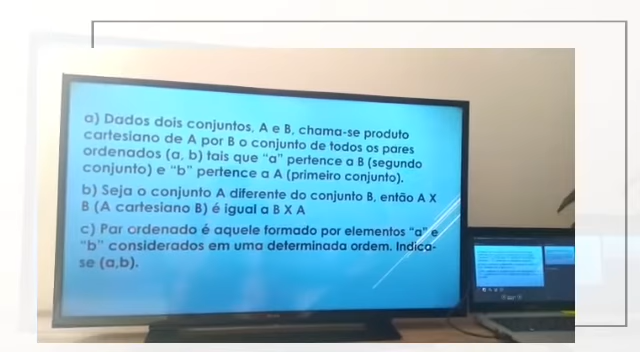 a) Dados dois conjuntos, A e B, chama-se produto
cartesiano de A por B o conjunto de todos os pares
ordenados (a, b) tais que "a" pertence a B (segundo
conjunto) e "b" pertence a A (primeiro conjunto).
b) Seja o conjunto A diferente do conjunto B, então A X
B (A cartesiano B) é igual a B X A
c) Par ordenado é aquele formado por elementos "a" e
"b" considerados em uma determinada ordem. Indica-
se (a,b).